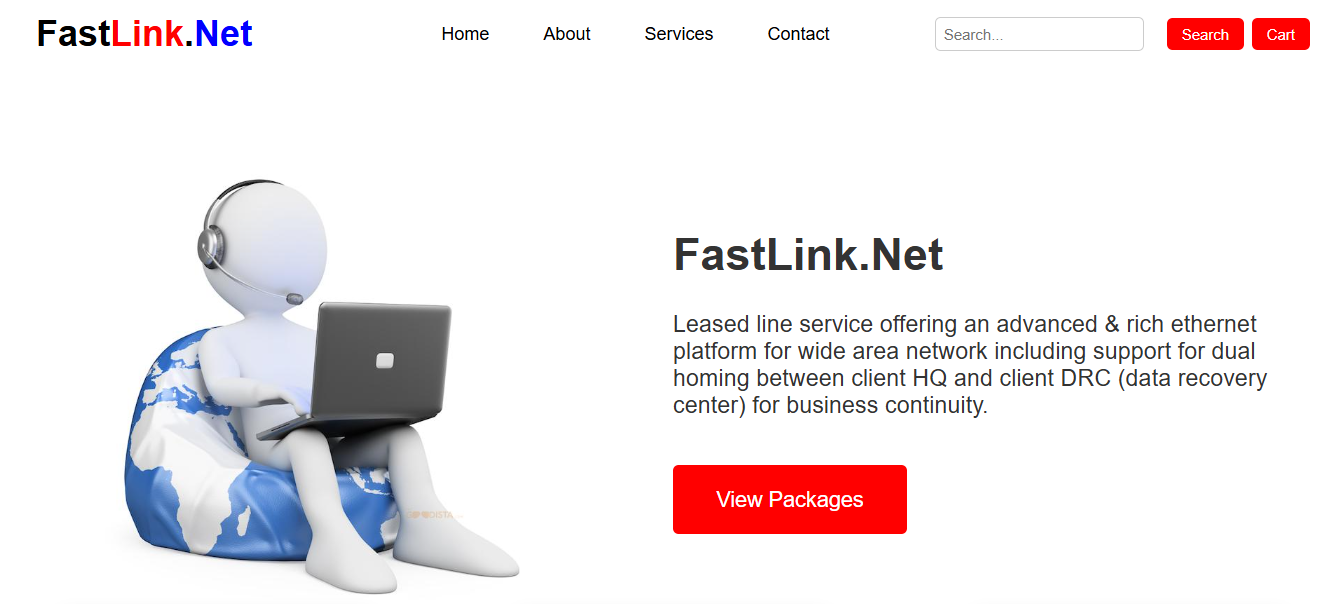 FastLink.Net
Home
About
Services
Contact
Search...
Search
Cart
FastLink.Net
Leased line service offering an advanced & rich ethernet
platform for wide area network including support for dual
homing between client HQ and client DRC (data recovery
center) for business continuity.
View Packages